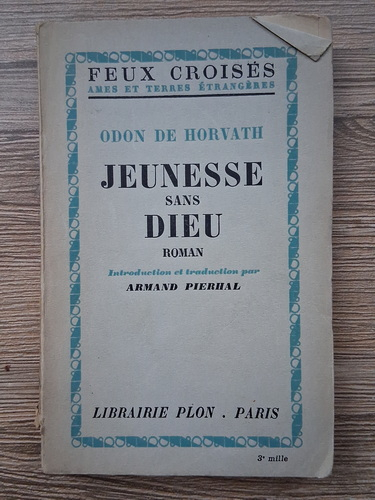 FEUX CROISÉS
AMES ET TERRES ÉTRANGÈRES
ODON DE HORVATH
JEUNESSE
SANS
DIEU
ROMAN
Introduction et traduction par
ARMAND PIERHAL
LIBRAIRIE PLON . PARIS
3e mille